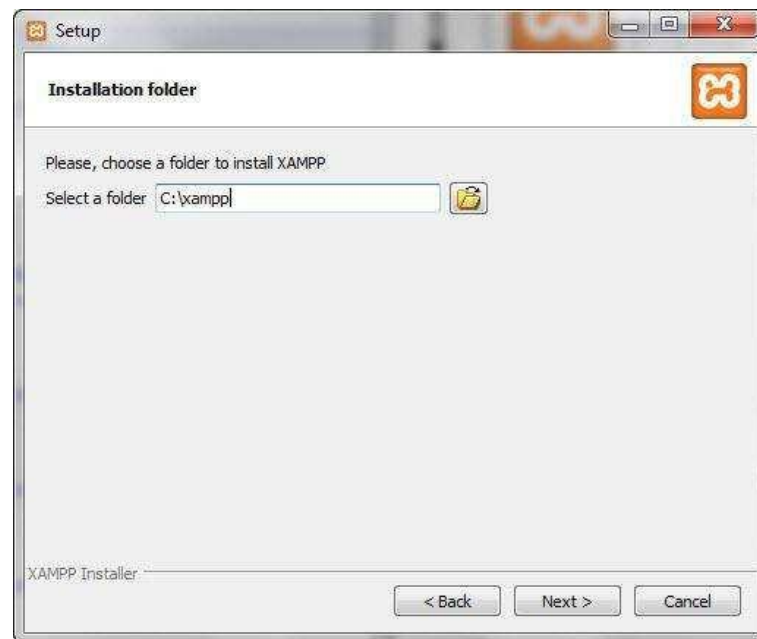 Setup
Installation folder
Please, choose a folder to install XAMPP
Select a folder C:\xampp
XAMPP Installer
< Back Next > Cancel